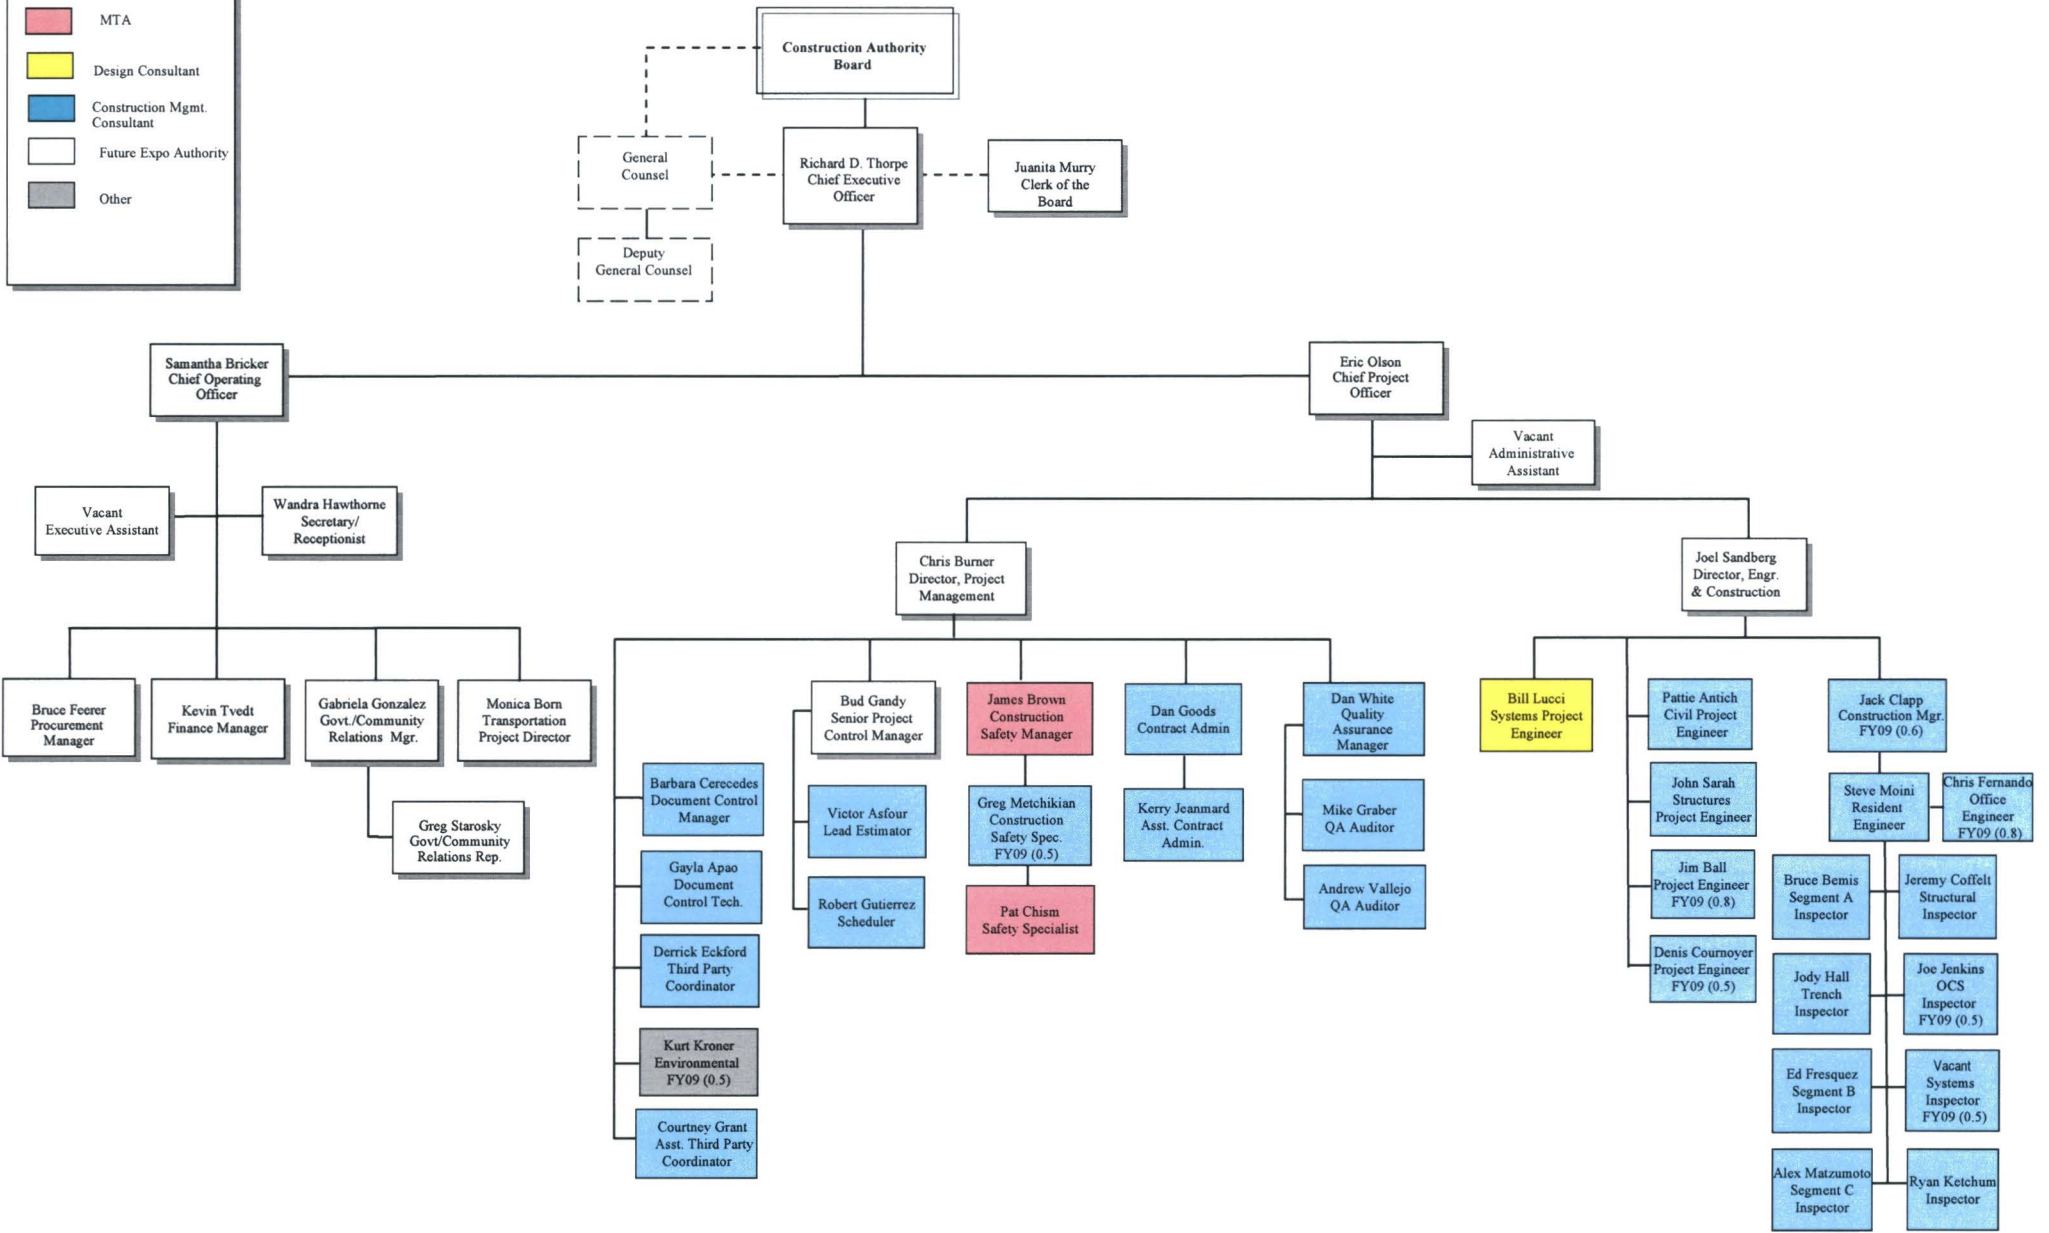 MTA
Design Consultant
Construction Mgmt.
Consultant
Future Expo Authority
Other
Construction Authority
Board
General
Counsel
Richard D. Thorpe
Chief Executive
Officer
Juanita Murry
Clerk of the
Board
Deputy
General Counsel
Samantha Bricker
Chief Operating
Officer
Eric Olson
Chief Project
Officer
Vacant
Administrative
Assistant
Vacant
Executive Assistant
Wandra Hawthorne
Secretary/
Receptionist
Chris Burner
Director, Project
Management
Joel Sandberg
Director, Engr.
& Construction
Bruce Feerer
Procurement
Manager
Kevin Tvedt
Finance Manager
Gabriela Gonzalez
Govt./Community
Relations Mgr.
Monica Born
Transportation
Project Director
Greg Starosky
Govt/Community
Relations Rep.
Barbara Cerecedes
Document Control
Manager
Gayla Apao
Document
Control Tech.
Derrick Eckford
Third Party
Coordinator
Kurt Kroner
Environmental
FY09 (0.5)
Courtney Grant
Asst. Third Party
Coordinator
Bud Gandy
Senior Project
Control Manager
Victor Asfour
Lead Estimator
Robert Gutierrez
Scheduler
James Brown
Construction
Safety Manager
Greg Metchikian
Construction
Safety Spec.
FY09 (0.5)
Pat Chism
Safety Specialist
Dan Goods
Contract Admin
Kerry Jeanmard
Asst. Contract
Admin.
Dan White
Quality
Assurance
Manager
Mike Graber
QA Auditor
Andrew Vallejo
QA Auditor
Bill Lucci
Systems Project
Engineer
Pattie Antich
Civil Project
Engineer
John Sarah
Structures
Project Engineer
Jim Ball
Project Engineer
FY09 (0.8)
Denis Cournoyer
Project Engineer
FY09 (0.5)
Jack Clapp
Construction Mgr.
FY09 (0.6)
Steve Moini
Resident
Engineer
Chris Fernando
Office
Engineer
FY09 (0.8)
Bruce Bemis
Segment A
Inspector
Jeremy Coffelt
Structural
Inspector
Jody Hall
Trench
Inspector
Joe Jenkins
OCS
Inspector
FY09 (0.5)
Ed Fresquez
Segment B
Inspector
Vacant
Systems
Inspector
FY09 (0.5)
Alex Matzumoto
Segment C
Inspector
Ryan Ketchum
Inspector